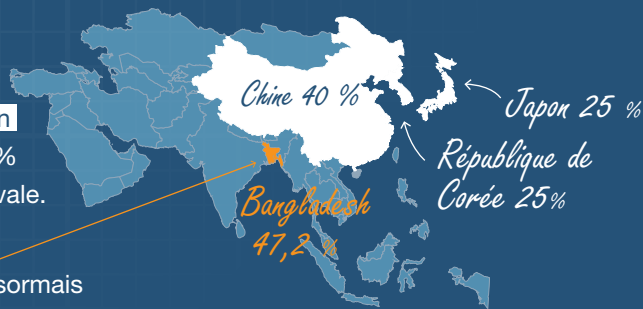 n
%
vale.
sormais
Chine 40 %
Japon 25 %
République de
Corée 25%
Bangladesh
47,2 %